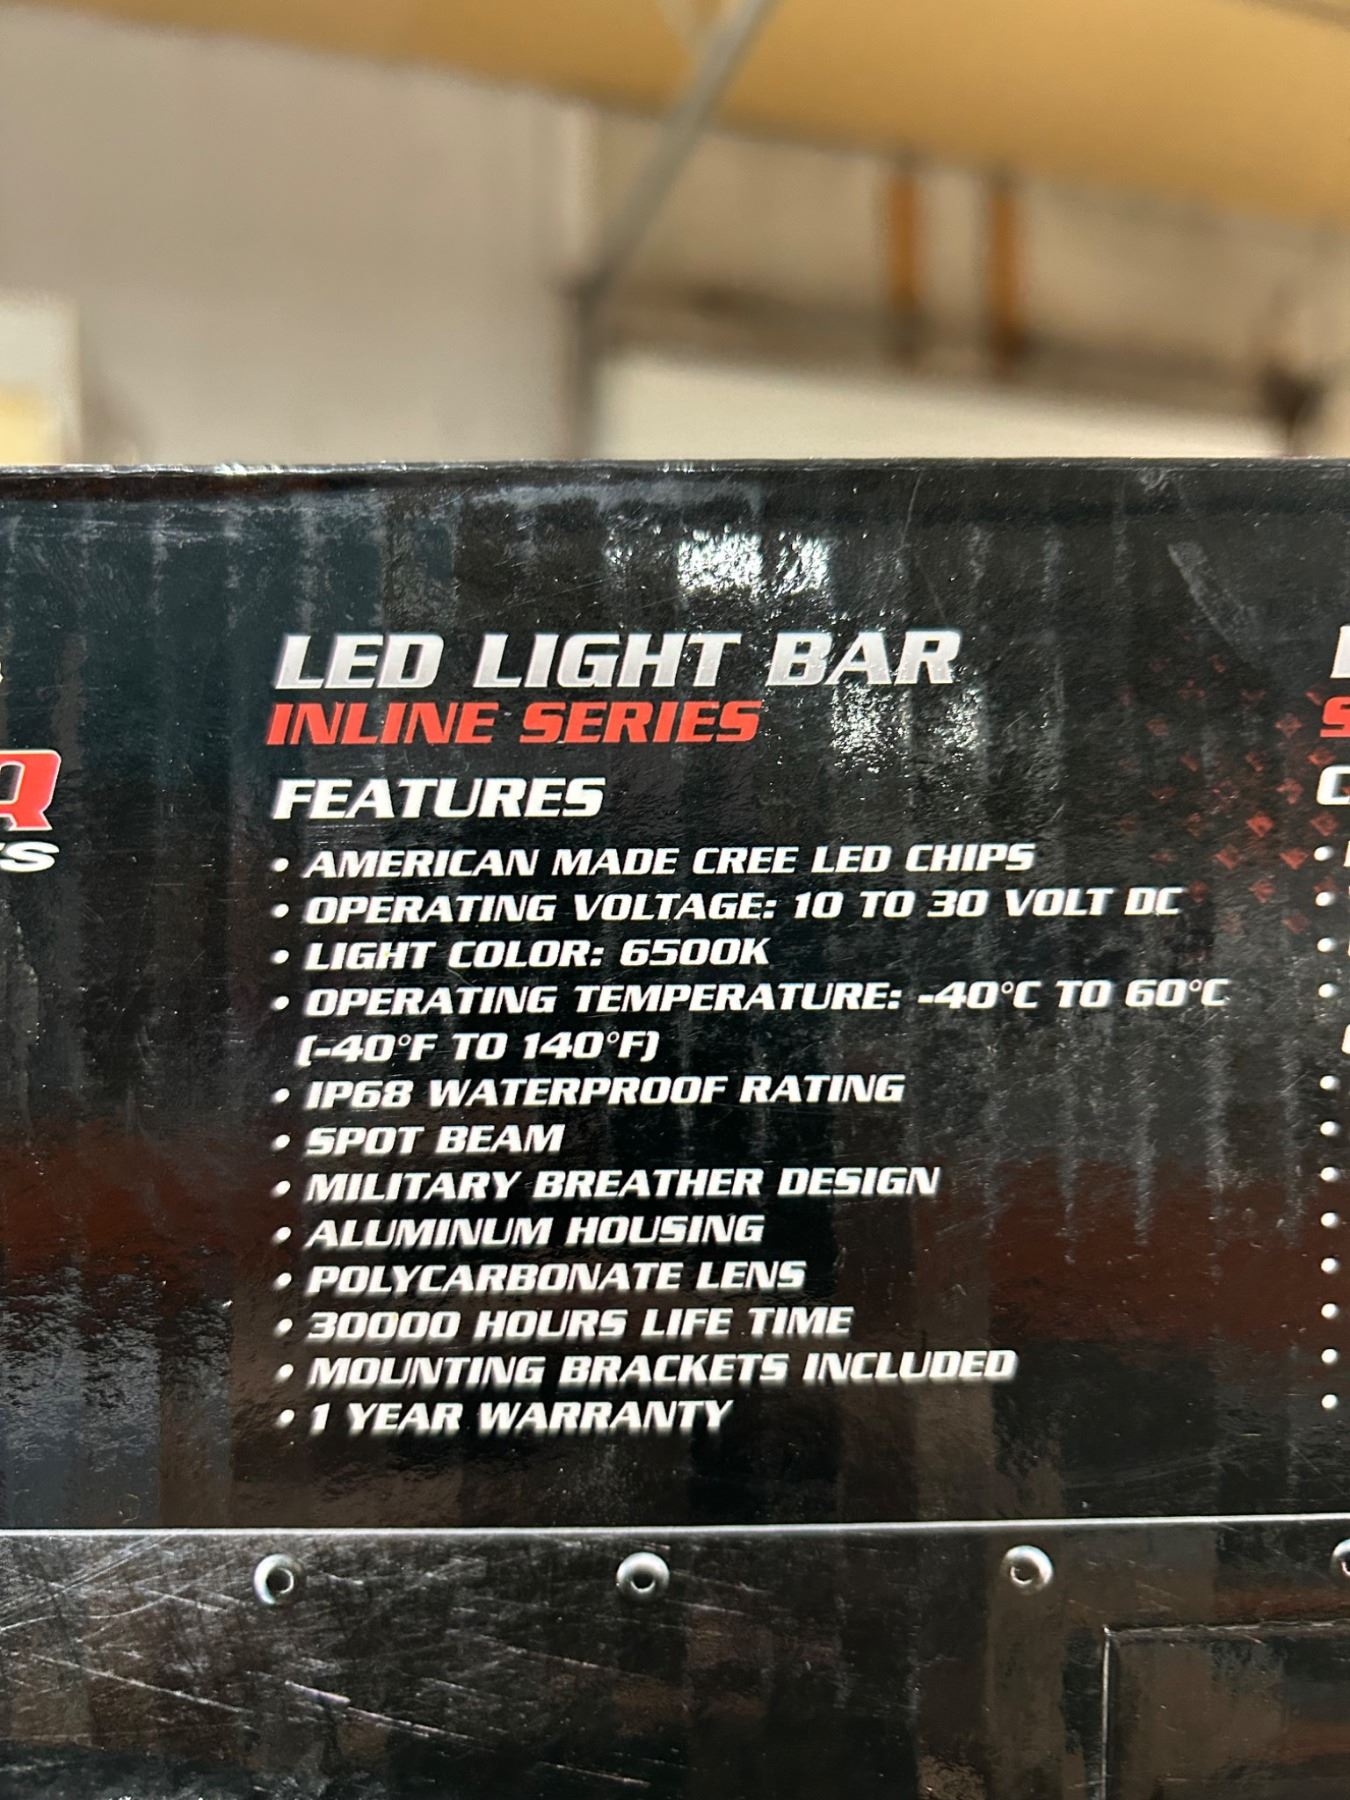 LED LIGHT BAR
INLINE SERIES
FEATURES
• AMERICAN MADE CREE LED CHIPS
• OPERATING VOLTAGE: 10 TO 30 VOLT DC
• LIGHT COLOR: 6500K
• OPERATING TEMPERATURE: -40°C TO 60°C
(-40°F TO 140°F)
• IP68 WATERPROOF RATING
• SPOT BEAM
• MILITARY BREATHER DESIGN
• ALUMINUM HOUSING
• POLYCARBONATE LENS
• 30000 HOURS LIFE TIME
• MOUNTING BRACKETS INCLUDED
• 1 YEAR WARRANTY